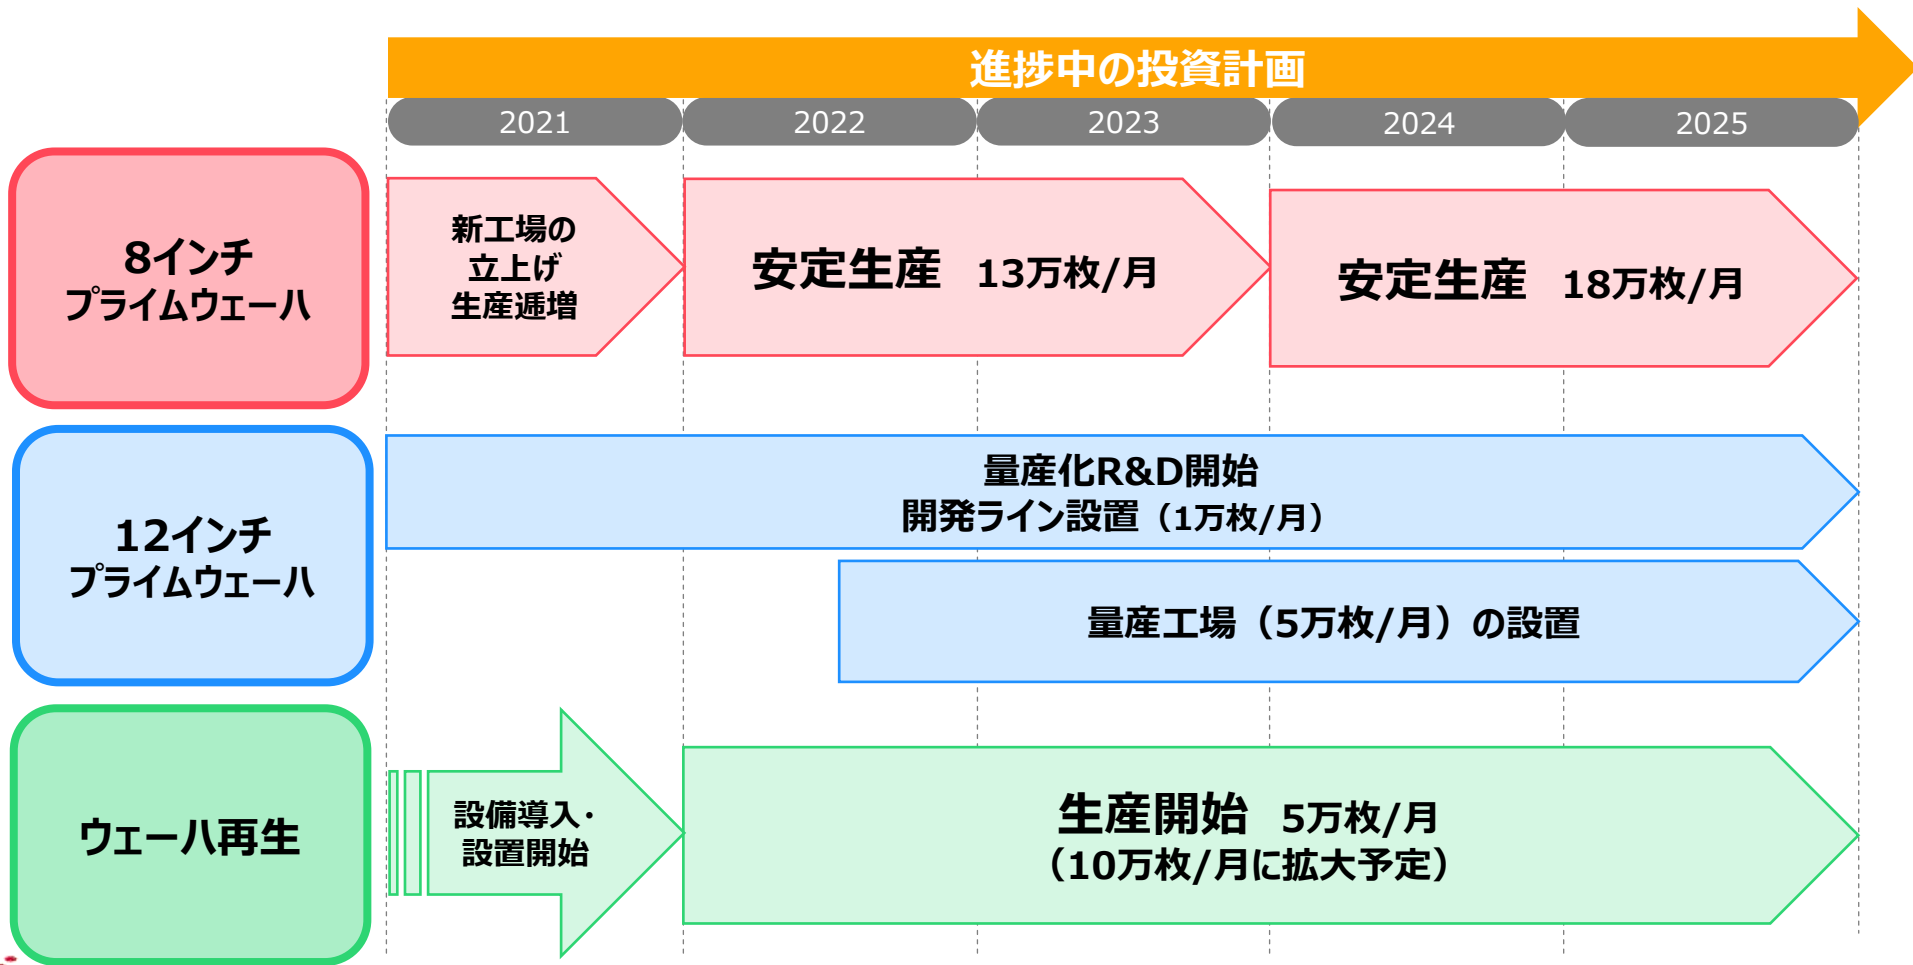 進捗中の投資計画
2021
2022
2023
2024
2025
8インチ
プライムウェーハ
新工場の
立上げ
生産逓増
安定生産 13万枚/月
安定生産 18万枚/月
12インチ
プライムウェーハ
量産化R&D開始
開発ライン設置（1万枚/月）
量産工場（5万枚/月）の設置
ウェーハ再生
設備導入・
設置開始
生産開始 5万枚/月
（10万枚/月に拡大予定）